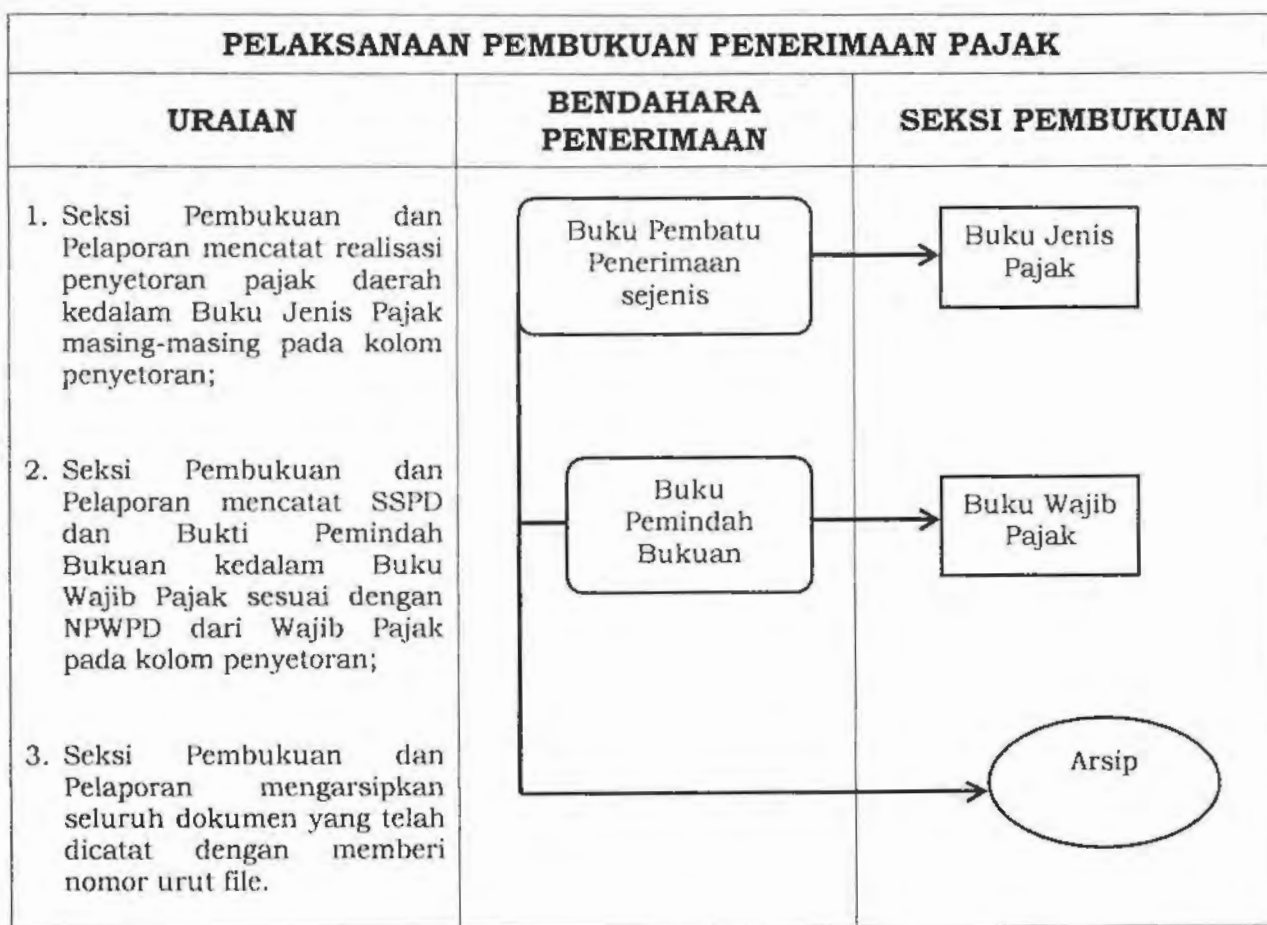 PELAKSANAAN PEMBUKUAN PENERIMAAN PAJAK
URAIAN
BENDAHARA
PENERIMAAN
SEKSI PEMBUKUAN
1. Seksi Pembukuan dan
Pelaporan mencatat realisasi
penyetoran pajak daerah
kedalam Buku Jenis Pajak
masing-masing pada kolom
penyetoran;
2. Seksi Pembukuan dan
Pelaporan mencatat SSPD
dan Bukti Pemindah
Bukuan kedalam Buku
Wajib Pajak sesuai dengan
NPWPD dari Wajib Pajak
pada kolom penyetoran;
3. Seksi Pembukuan dan
Pelaporan mengarsipkan
seluruh dokumen yang telah
dicatat dengan memberi
nomor urut file.
Buku Pembatu
Penerimaan
sejenis
Buku
Pemindah
Bukuan
Buku Jenis
Pajak
Buku Wajib
Pajak
Arsip